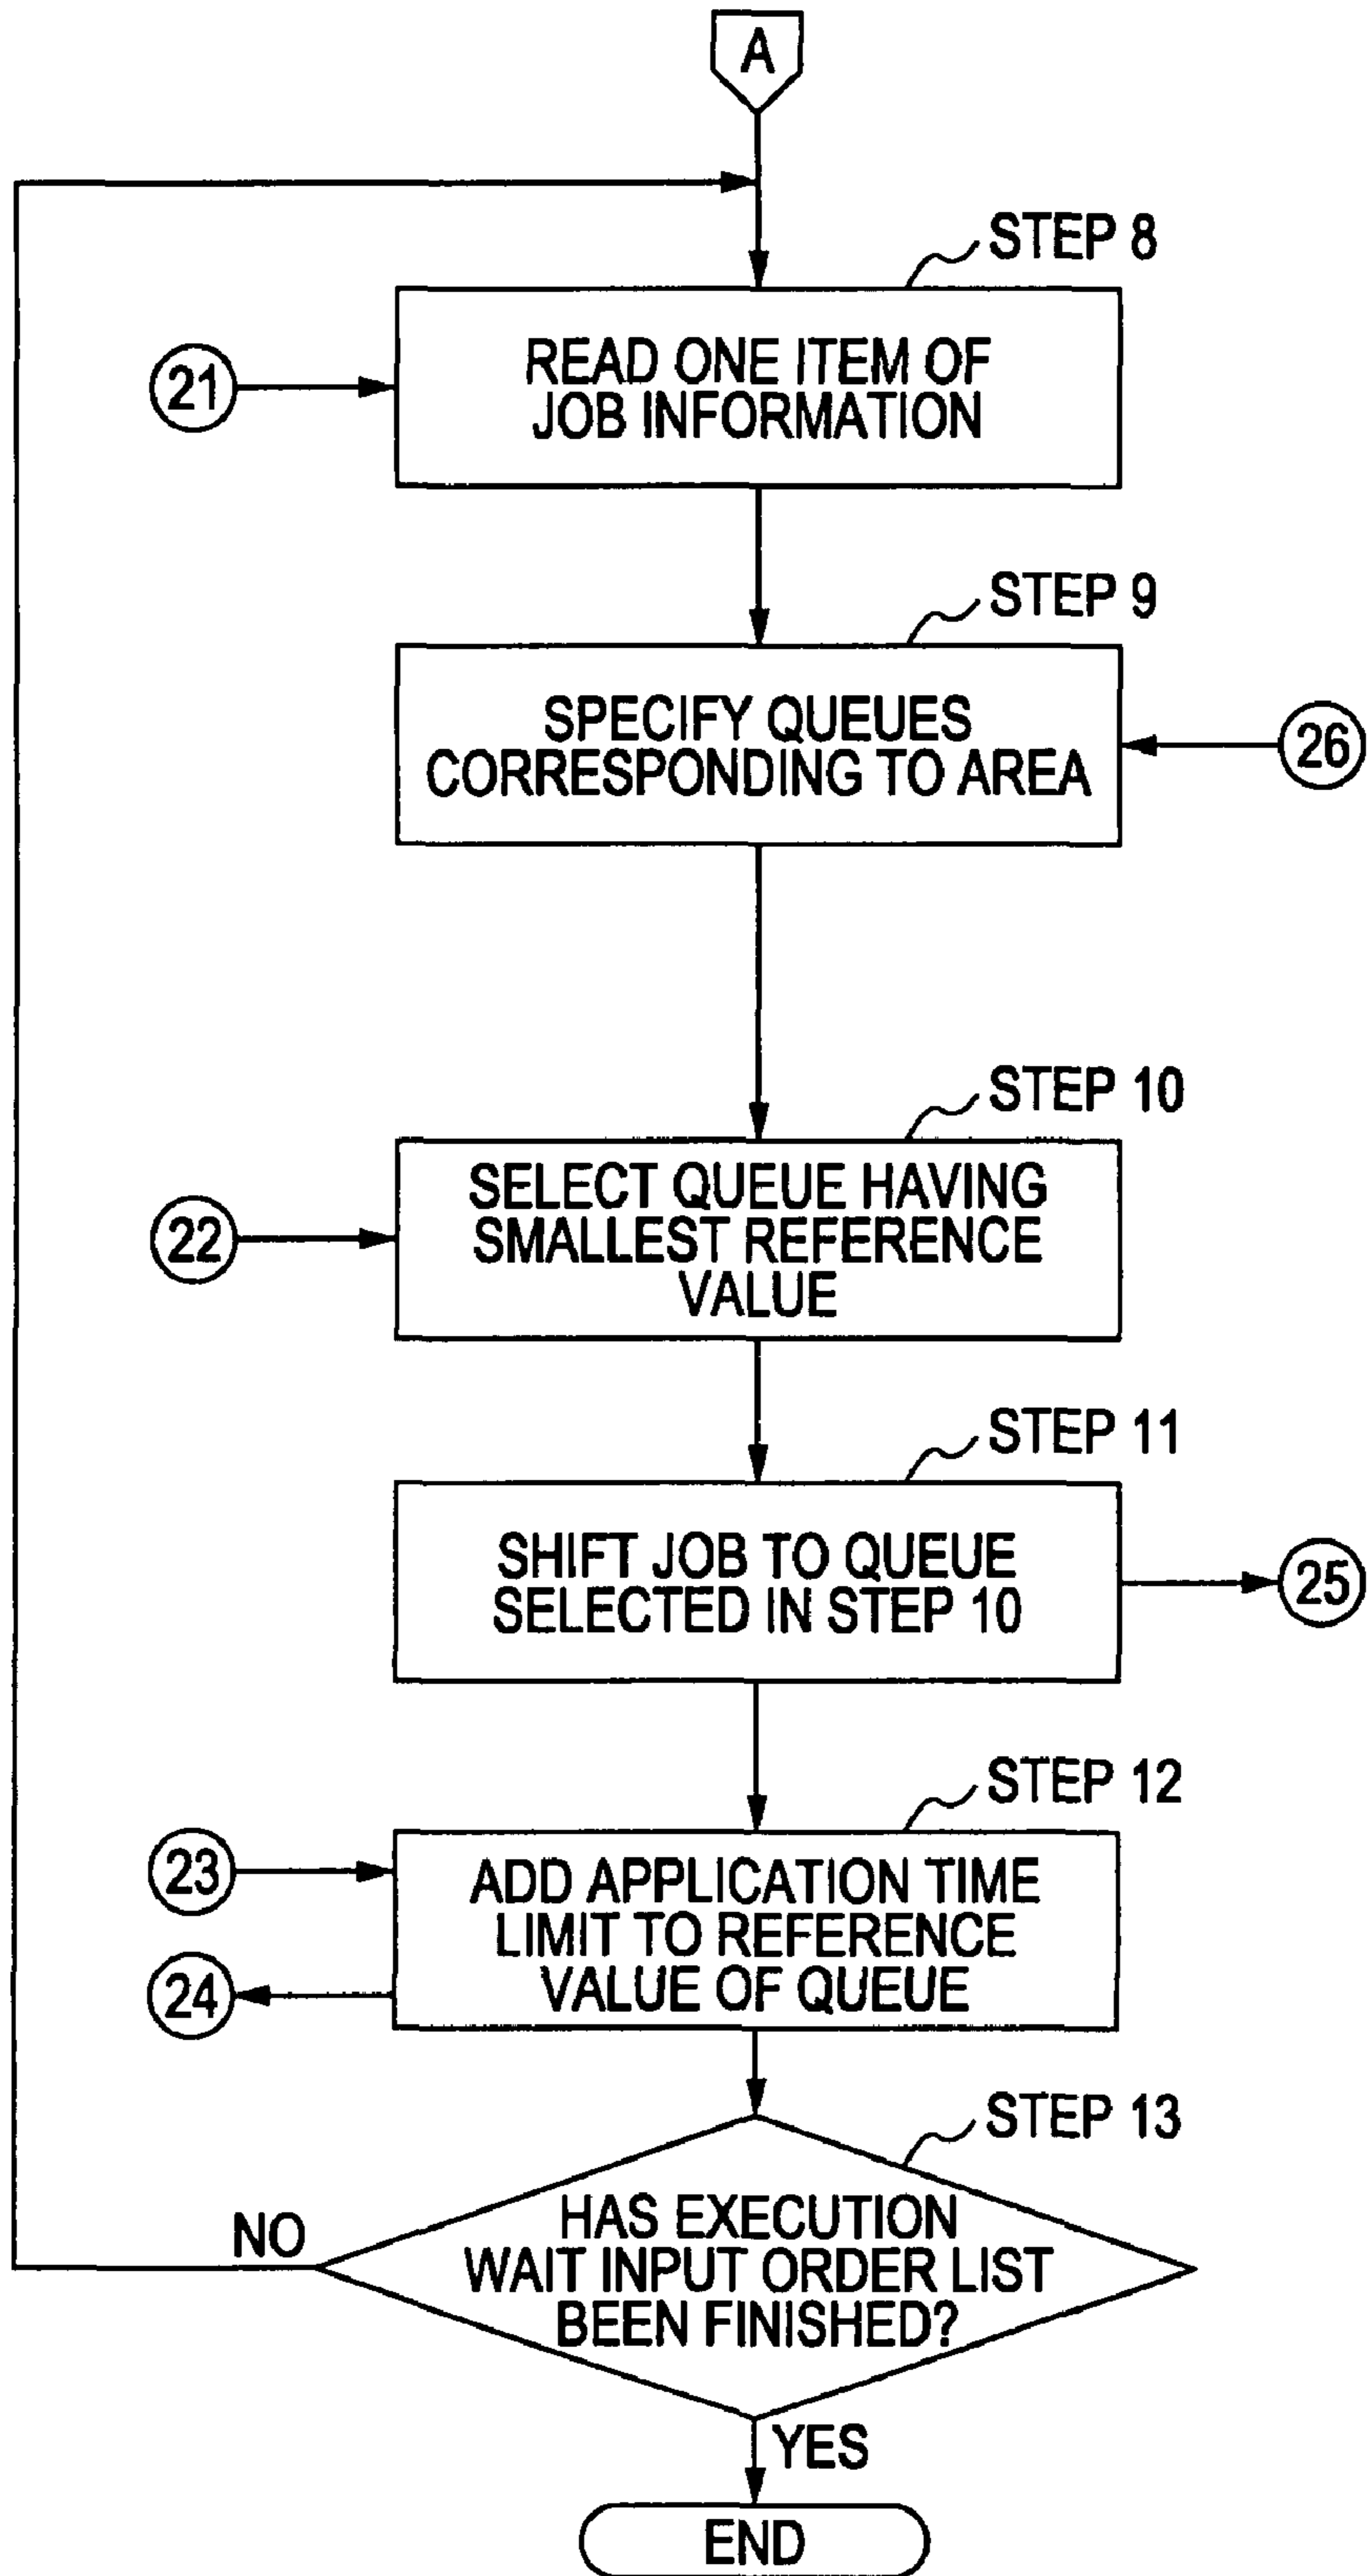 A
STEP 8
21
READ ONE ITEM OF
JOB INFORMATION
STEP 9
SPECIFY QUEUES
CORRESPONDING TO AREA
26
STEP 10
22
SELECT QUEUE HAVING
SMALLEST REFERENCE
VALUE
STEP 11
SHIFT JOB TO QUEUE
SELECTED IN STEP 10
25
STEP 12
23
ADD APPLICATION TIME
LIMIT TO REFERENCE
VALUE OF QUEUE
24
STEP 13
NO
HAS EXECUTION
WAIT INPUT ORDER LIST
BEEN FINISHED?
YES
END